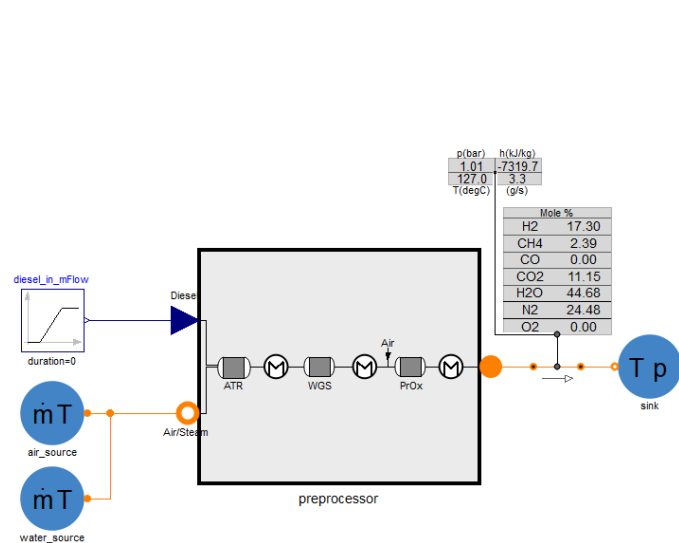 p(bar) h(kJ/kg)
1.01 -7319.7
127.0 3.3
T(degC) (g/s)
Mole %
H2 17.30
CH4 2.39
CO 0.00
CO2 11.15
H2O 44.68
N2 24.48
O2 0.00
diesel_in_mFlow
duration=0
Diesel
Air
ATR
WGS
PrOx
T p
sink
ṁ T
air_source
Air/Steam
ṁ T
water_source
preprocessor